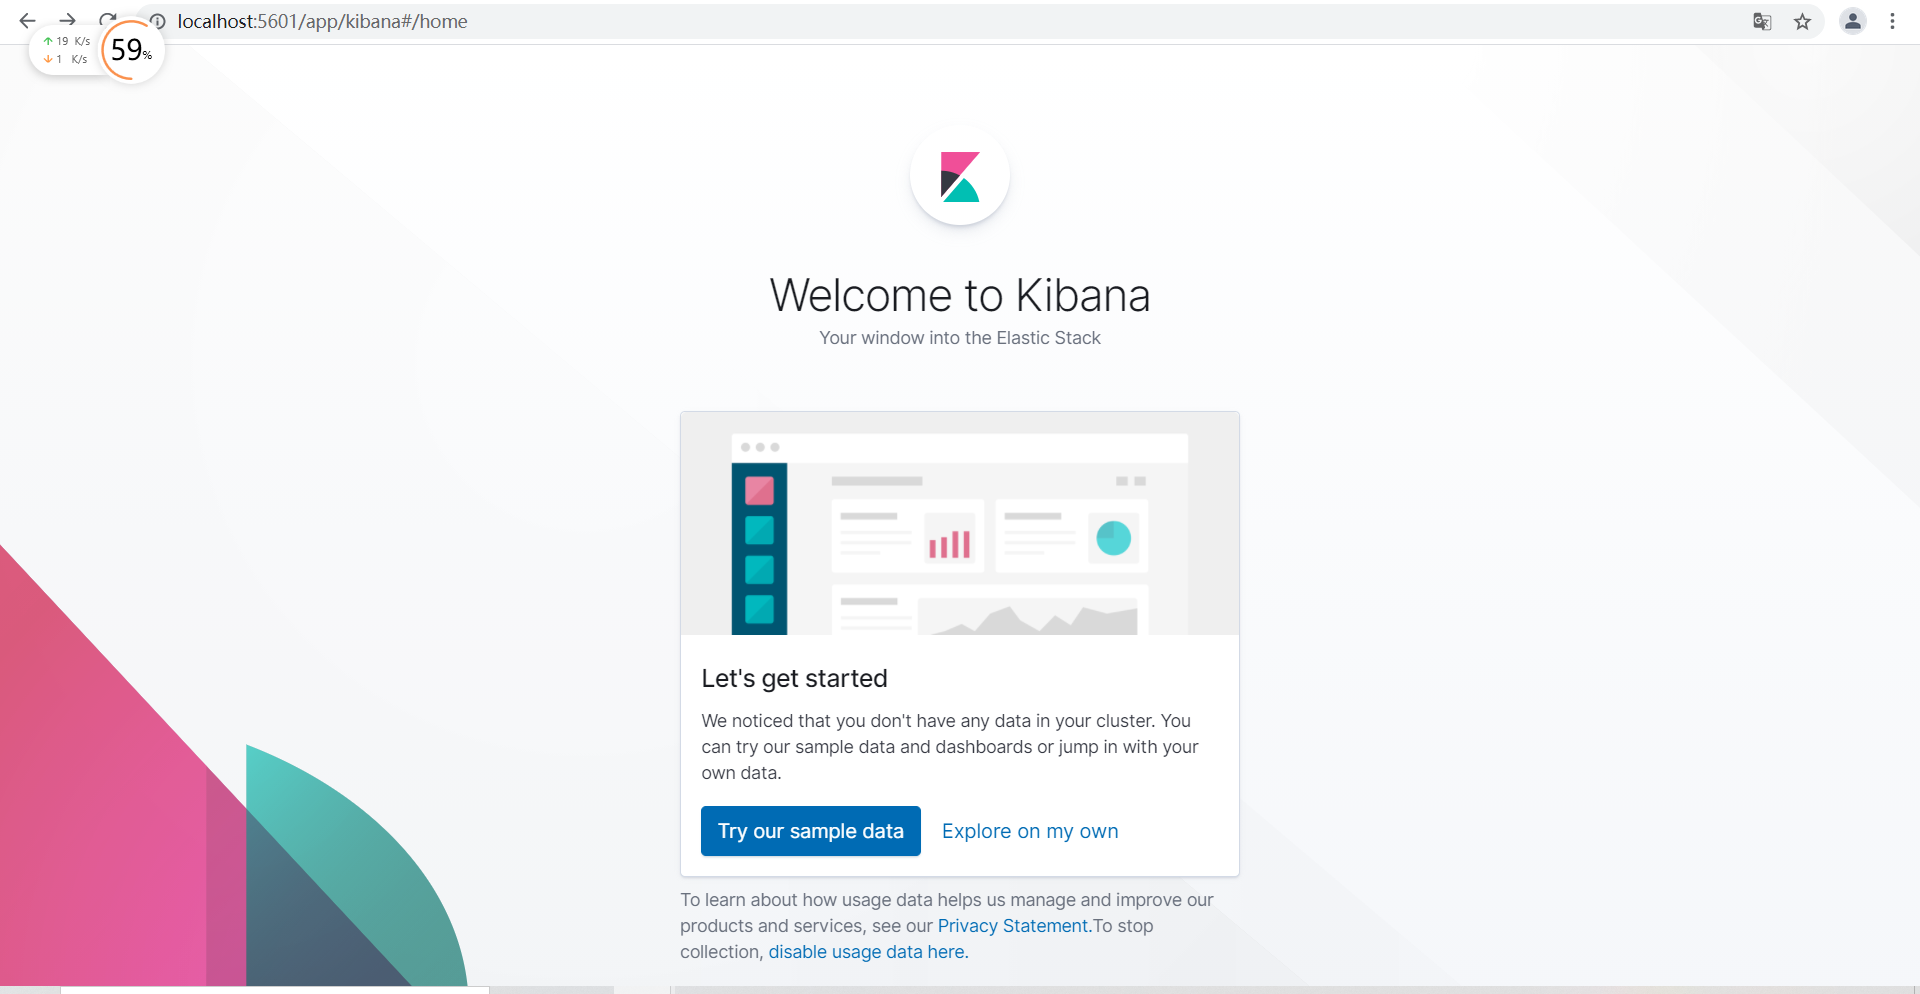 localhost:5601/app/kibana#/home
19 K/s
1 K/s
59%
Welcome to Kibana
Your window into the Elastic Stack
Let's get started
We noticed that you don't have any data in your cluster. You
can try our sample data and dashboards or jump in with your
own data.
Try our sample data
Explore on my own
To learn about how usage data helps us manage and improve our
products and services, see our Privacy Statement.To stop
collection, disable usage data here.